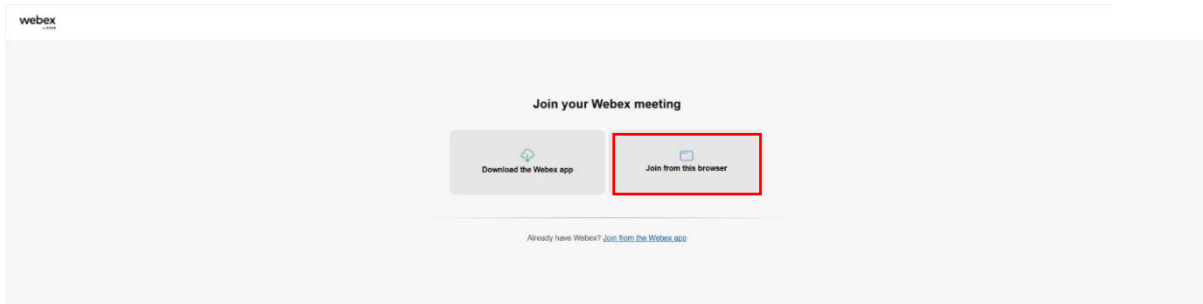 webex
Join your Webex meeting
Download the Webex app
Join from this browser
Already have Webex? Join from the Webex app